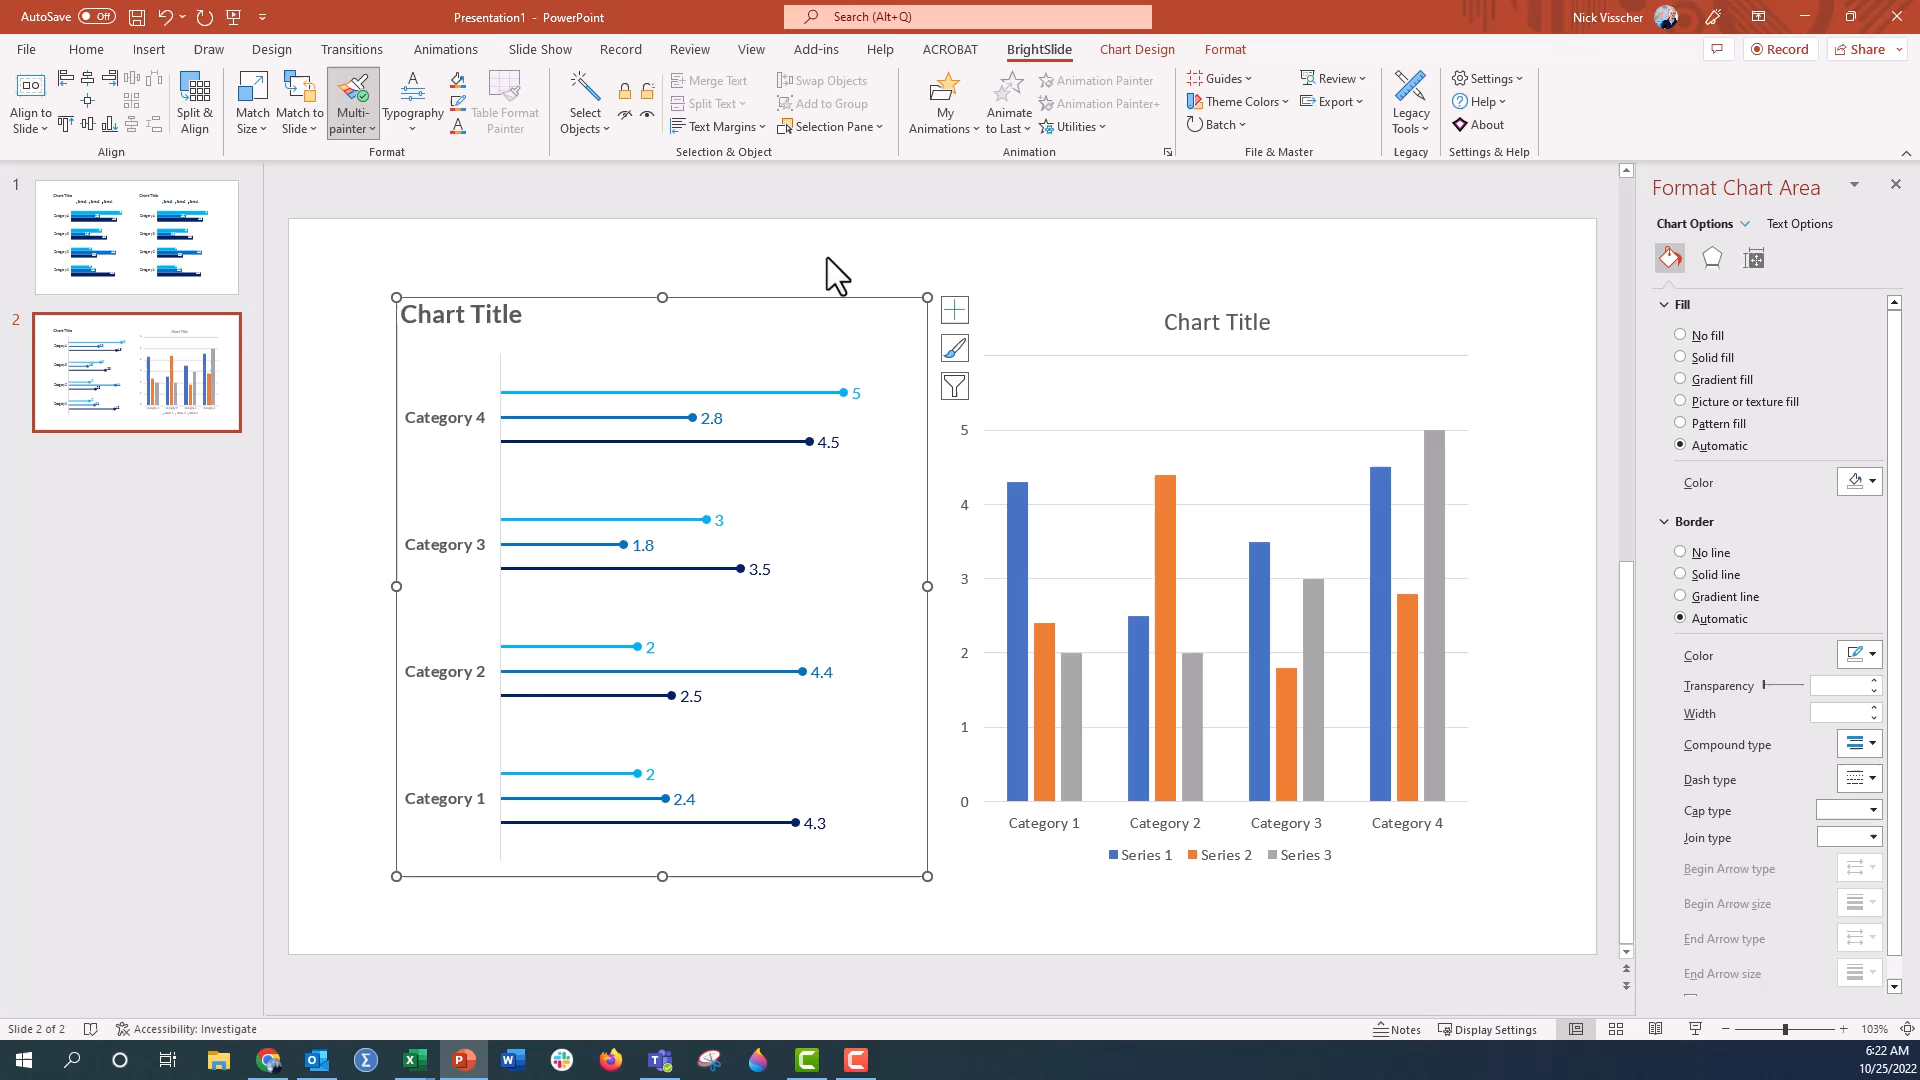 AutoSave Off
Presentation1 - PowerPoint
Search (Alt+Q)
Nick Visscher
File Home Insert Draw Design Transitions Animations Slide Show Record Review View Add-ins Help ACROBAT BrightSlide Chart Design Format
Record
Share
Align to Slide
Split & Align
Align
Match Size
Match to Slide
Multi-painter
Typography
Table Format Painter
Format
Select Objects
Merge Text
Split Text
Text Margins
Swap Objects
Add to Group
Selection Pane
Selection & Object
My Animations
Animate to Last
Animation Painter
Animation Painter+
Utilities
Animation
Guides
Theme Colors
Batch
Review
Export
File & Master
Legacy Tools
Legacy
Settings
Help
About
Settings & Help
1
2
Chart Title
Category 4
5
2.8
4.5
Category 3
3
1.8
3.5
Category 2
2
4.4
2.5
Category 1
2
2.4
4.3
Chart Title
5
4
3
2
1
0
Category 1 Category 2 Category 3 Category 4
Series 1 Series 2 Series 3
Format Chart Area
Chart Options Text Options
Fill
No fill
Solid fill
Gradient fill
Picture or texture fill
Pattern fill
Automatic
Color
Border
No line
Solid line
Gradient line
Automatic
Color
Transparency
Width
Compound type
Dash type
Cap type
Join type
Begin Arrow type
Begin Arrow size
End Arrow type
End Arrow size
Slide 2 of 2
Accessibility: Investigate
Notes
Display Settings
103%
6:22 AM
10/25/2022